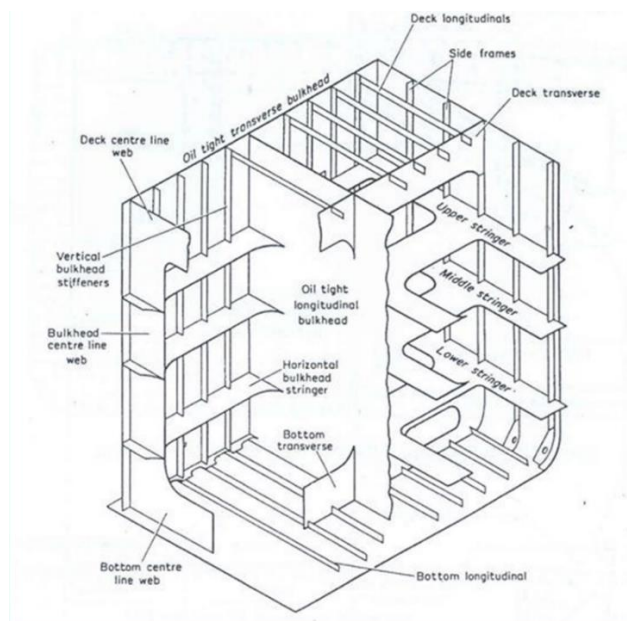 Deck longitudinals
Side frames
Deck transverse
Oil tight transverse bulkhead
Deck centre line
web
Upper stringer
Vertical
bulkhead
stiffeners
Middle stringer
Oil tight
longitudinal
bulkhead
Bulkhead
centre line
web
Lower stringer
Horizontal
bulkhead
stringer
Bottom
transverse
Bottom centre
line web
Bottom longitudinal